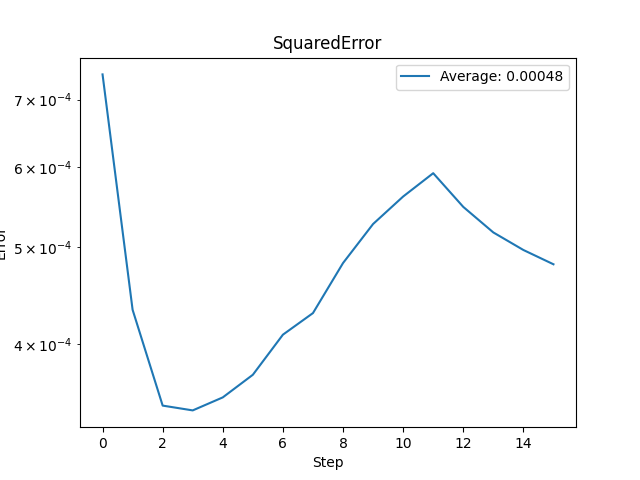 SquaredError
Average: 0.00048
7 × 10⁻⁴
6 × 10⁻⁴
5 × 10⁻⁴
4 × 10⁻⁴
Error
0 2 4 6 8 10 12 14
Step